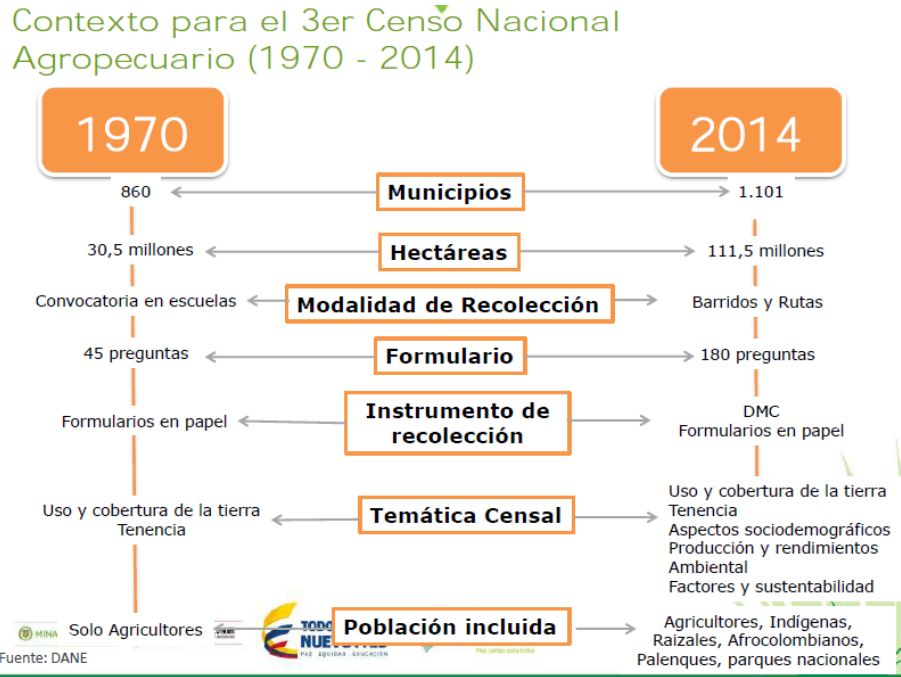 Contexto para el 3er Censo Nacional
Agropecuario (1970 - 2014)
1970
2014
860
Municipios
1.101
30,5 millones
Hectáreas
111,5 millones
Convocatoria en escuelas
Modalidad de Recolección
Barridos y Rutas
45 preguntas
Formulario
180 preguntas
Formularios en papel
Instrumento de
recolección
DMC
Formularios en papel
Uso y cobertura de la tierra
Tenencia
Temática Censal
Uso y cobertura de la tierra
Tenencia
Aspectos sociodemográficos
Producción y rendimientos
Ambiental
Factores y sustentabilidad
MINA
Solo Agricultores
PAZ EQUIDAD EDUCACIÓN
Población incluida
Agricultores, Indígenas,
Raizales, Afrocolombianos,
Palenques, parques nacionales
Fuente: DANE